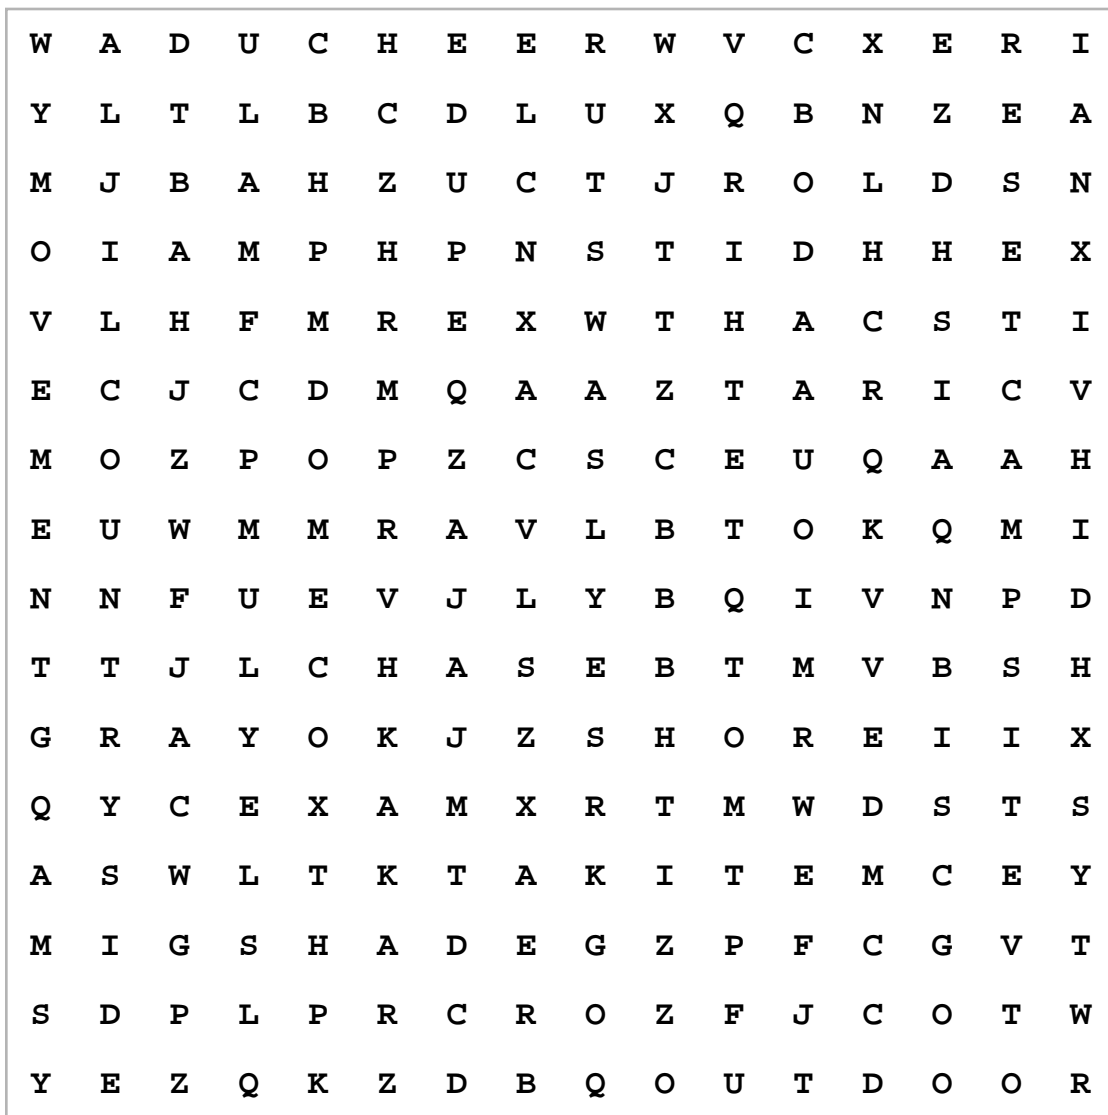 W A D U C H E E R W V C X E R I
Y L T L B C D L U X Q B N Z E A
M J B A H Z U C T J R O L D S N
O I A M P H P N S T I D H H E X
V L H F M R E X W T H A C S T I
E C J C D M Q A A Z T A R I C V
M O Z P O P Z C S C E U Q A A H
E U W M M R A V L B T O K Q M I
N N F U E V J L Y B Q I V N P D
T T J L C H A S E B T M V B S H
G R A Y O K J Z S H O R E I I X
Q Y C E X A M X R T M W D S T S
A S W L T K T A K I T E M C E Y
M I G S H A D E G Z P F C G V T
S D P L P R C R O Z F J C O T W
Y E Z Q K Z D B Q O U T D O O R